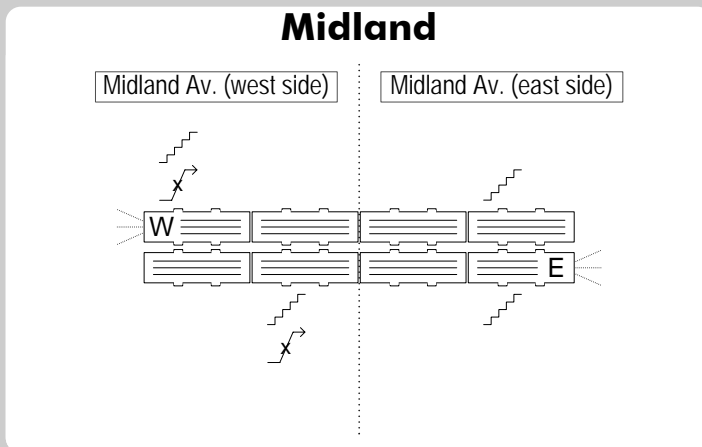 Midland
Midland Av. (west side)
Midland Av. (east side)
x
W
E
x